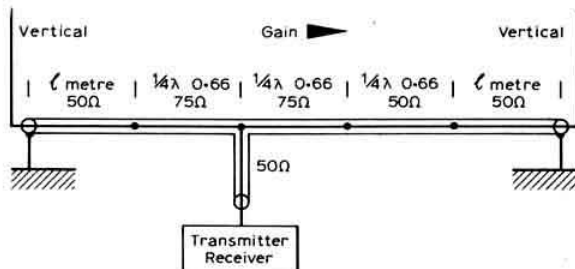 Vertical Gain Vertical
ℓ metre ¼λ 0·66 ¼λ 0·66 ¼λ 0·66 ℓ metre
50Ω 75Ω 75Ω 50Ω 50Ω
50Ω
Transmitter
Receiver